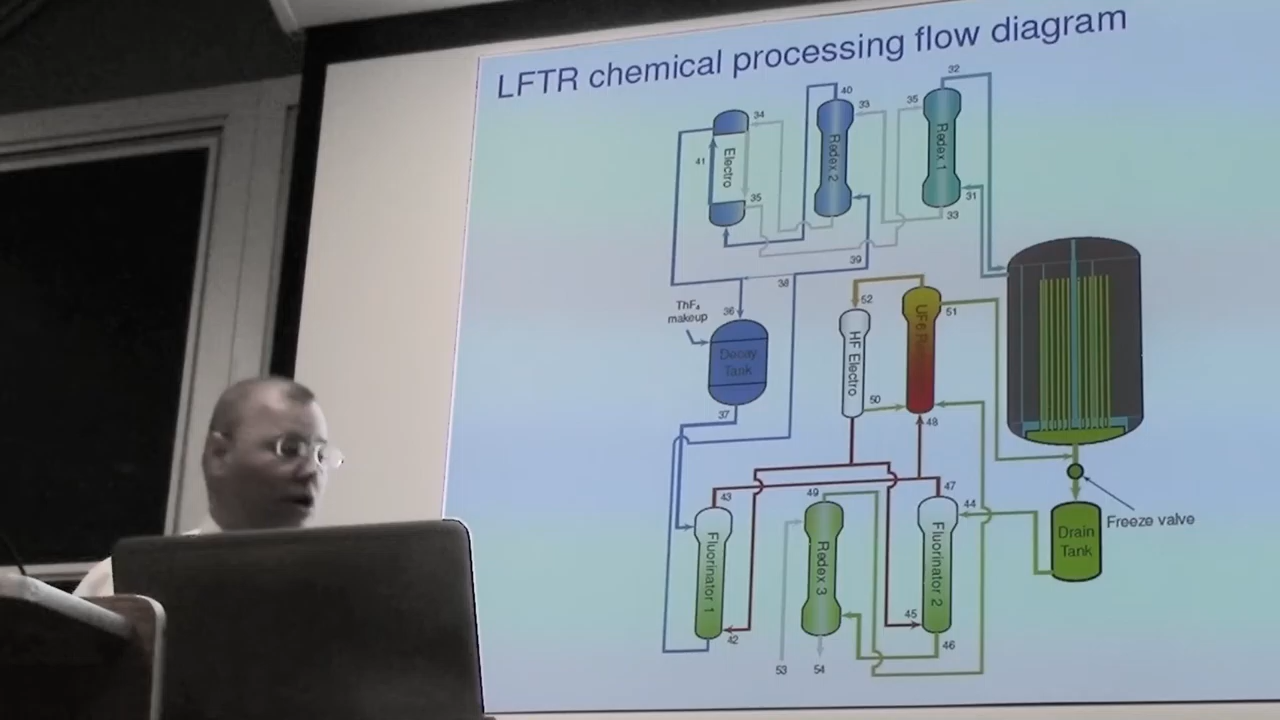 LFTR chemical processing flow diagram
32
40
34
33
35
Electro
Redex 2
Redex 1
41
35
31
33
39
38
ThF₄
makeup
36
52
51
Decay
Tank
HF Electro
UF6
37
50
48
43
49
47
44
Freeze valve
Drain
Tank
Fluorinator 1
Redex 3
Fluorinator 2
45
42
46
53
54